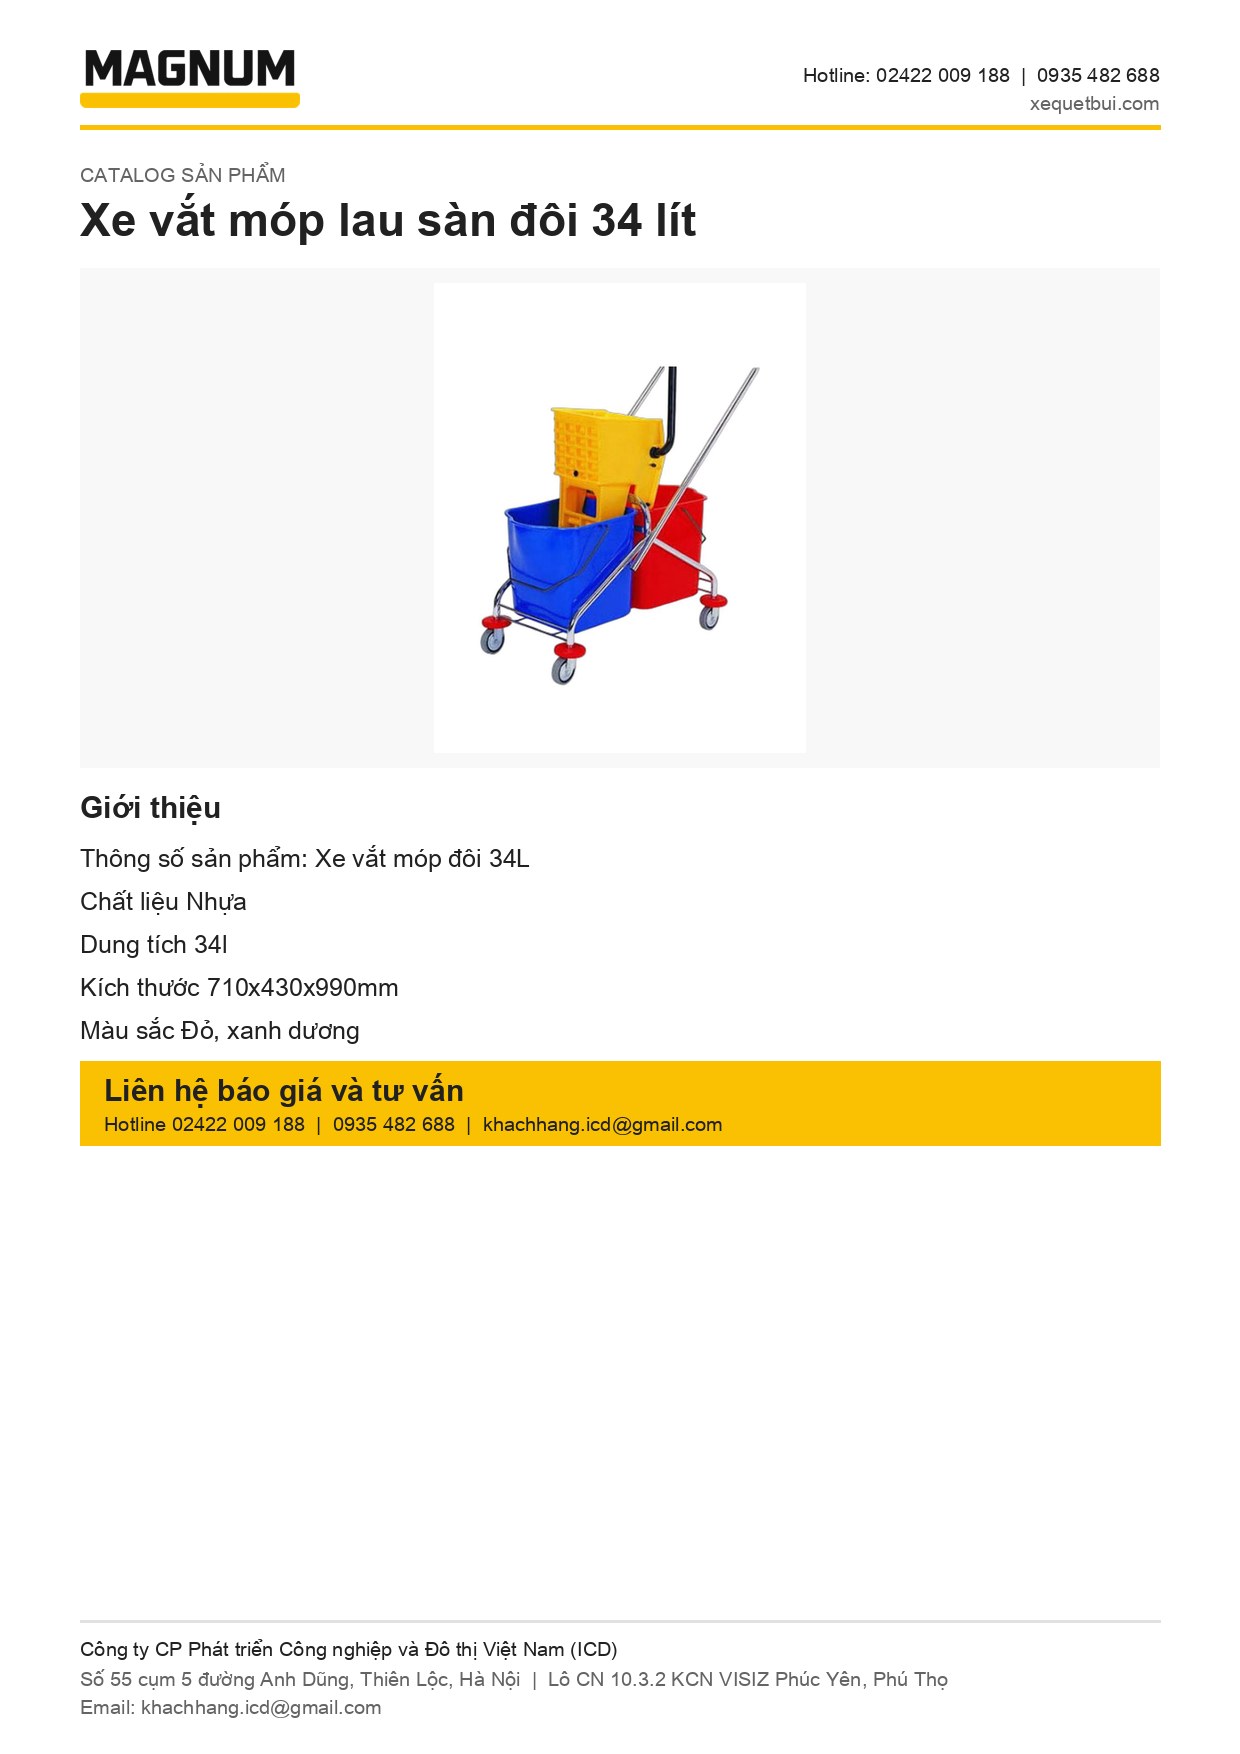 MAGNUM
Hotline: 02422 009 188 | 0935 482 688
xequetbui.com
CATALOG SẢN PHẨM
Xe vắt móp lau sàn đôi 34 lít
Giới thiệu
Thông số sản phẩm: Xe vắt móp đôi 34L
Chất liệu Nhựa
Dung tích 34l
Kích thước 710x430x990mm
Màu sắc Đỏ, xanh dương
Liên hệ báo giá và tư vấn
Hotline 02422 009 188 | 0935 482 688 | khachhang.icd@gmail.com
Công ty CP Phát triển Công nghiệp và Đô thị Việt Nam (ICD)
Số 55 cụm 5 đường Anh Dũng, Thiên Lộc, Hà Nội | Lô CN 10.3.2 KCN VISIZ Phúc Yên, Phú Thọ
Email: khachhang.icd@gmail.com